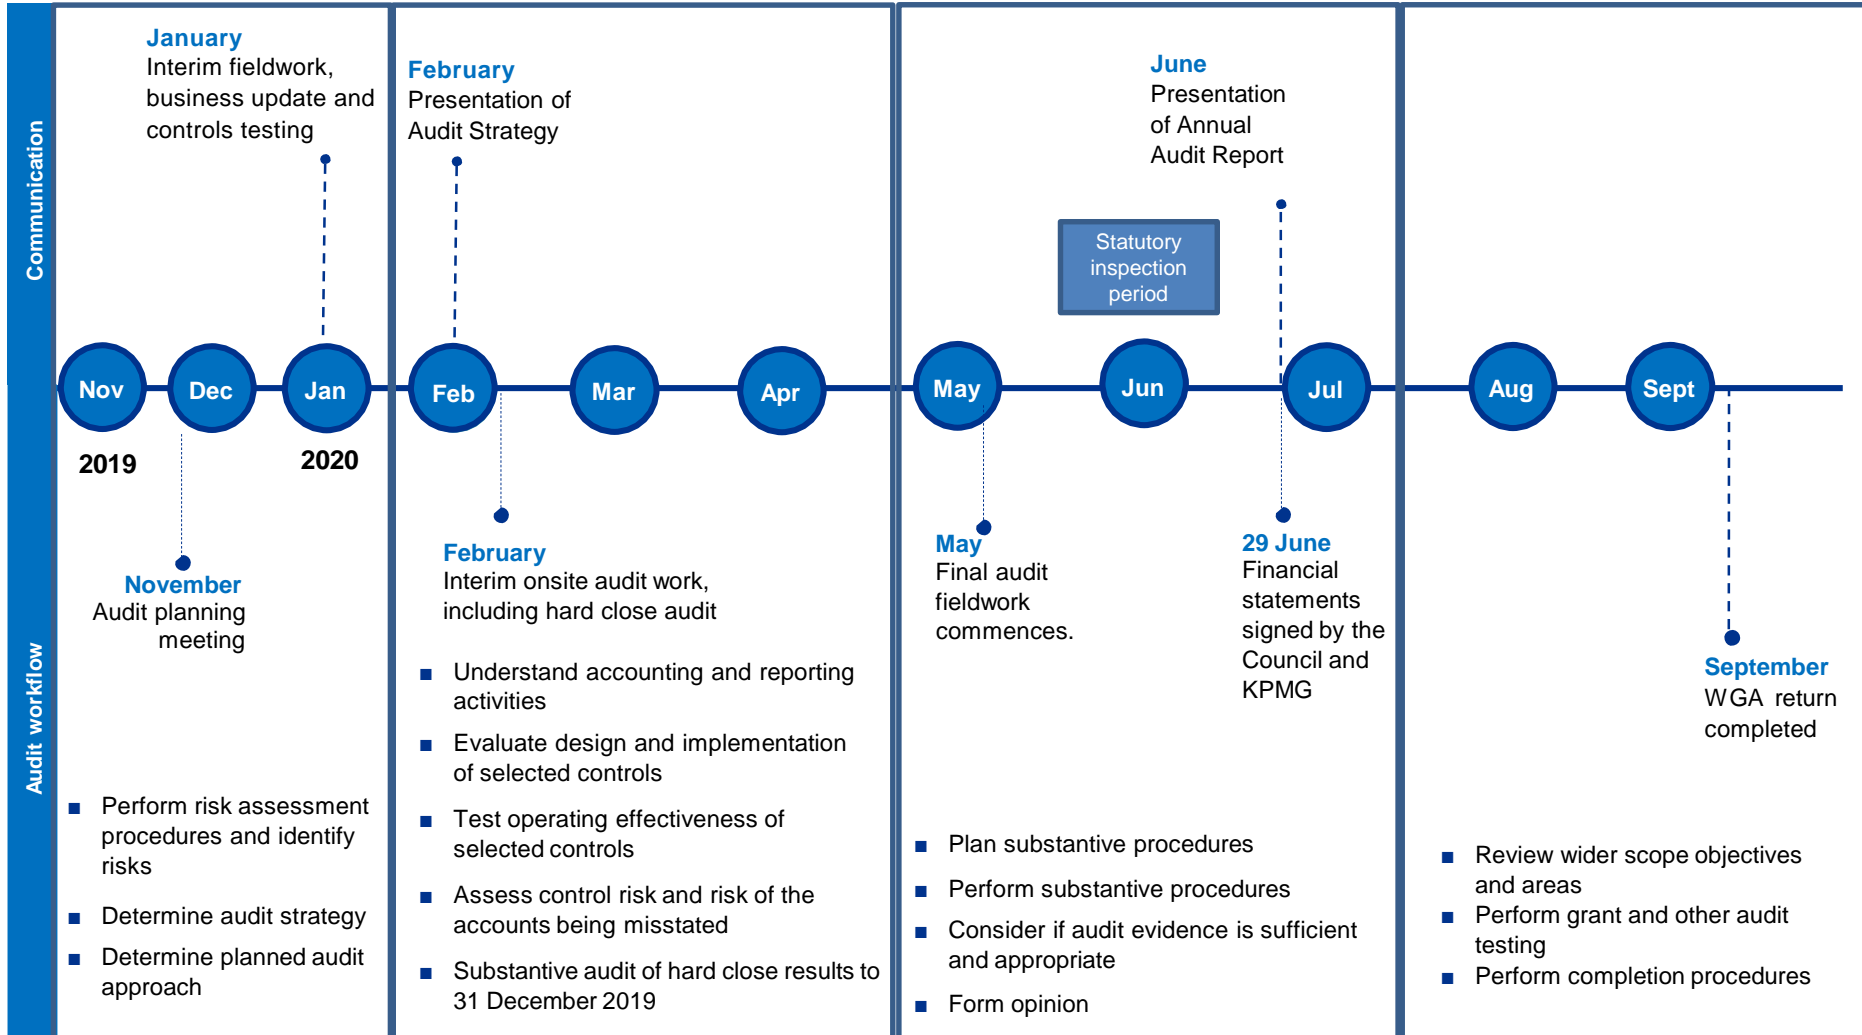 Communication
January
Interim fieldwork,
business update and
controls testing
February
Presentation of
Audit Strategy
June
Presentation
of Annual
Audit Report
Statutory
inspection
period
Nov
Dec
Jan
Feb
Mar
Apr
May
Jun
Jul
Aug
Sept
2019
2020
Audit workflow
November
Audit planning
meeting
■ Perform risk assessment
procedures and identify
risks
■ Determine audit strategy
■ Determine planned audit
approach
February
Interim onsite audit work,
including hard close audit
■ Understand accounting and reporting
activities
■ Evaluate design and implementation
of selected controls
■ Test operating effectiveness of
selected controls
■ Assess control risk and risk of the
accounts being misstated
■ Substantive audit of hard close results to
31 December 2019
May
Final audit
fieldwork
commences.
29 June
Financial
statements
signed by the
Council and
KPMG
■ Plan substantive procedures
■ Perform substantive procedures
■ Consider if audit evidence is sufficient
and appropriate
■ Form opinion
September
WGA return
completed
■ Review wider scope objectives
and areas
■ Perform grant and other audit
testing
■ Perform completion procedures